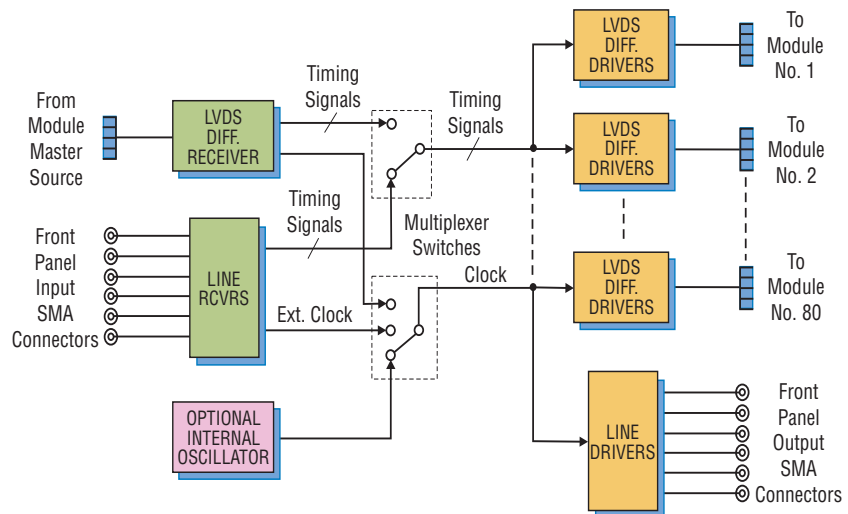 From
Module
Master
Source
LVDS
DIFF.
RECEIVER
Timing
Signals
Timing
Signals
LVDS
DIFF.
DRIVERS
To
Module
No. 1
LVDS
DIFF.
DRIVERS
To
Module
No. 2
Front
Panel
Input
SMA
Connectors
LINE
RCVRS
Timing
Signals
Multiplexer
Switches
Ext. Clock
Clock
LVDS
DIFF.
DRIVERS
To
Module
No. 80
OPTIONAL
INTERNAL
OSCILLATOR
LINE
DRIVERS
Front
Panel
Output
SMA
Connectors